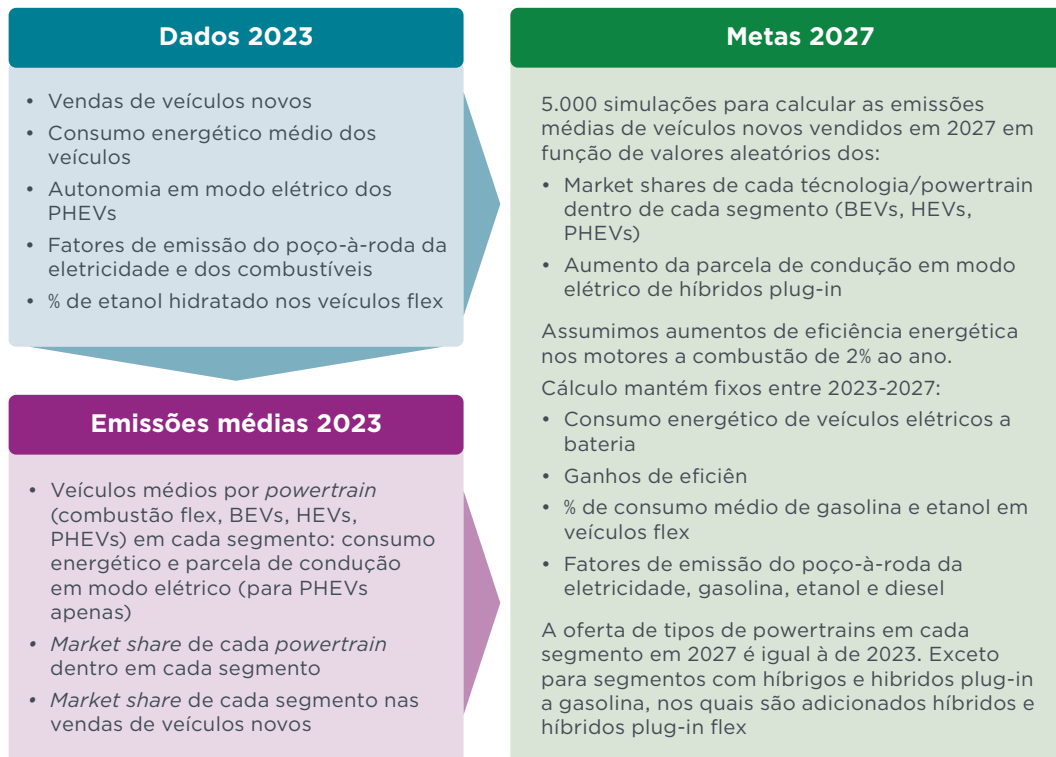 Dados 2023
• Vendas de veículos novos
• Consumo energético médio dos
veículos
• Autonomia em modo elétrico dos
PHEVs
• Fatores de emissão do poço-à-roda da
eletricidade e dos combustíveis
• % de etanol hidratado nos veículos flex
Emissões médias 2023
• Veículos médios por powertrain
(combustão flex, BEVs, HEVs,
PHEVs) em cada segmento: consumo
energético e parcela de condução
em modo elétrico (para PHEVs
apenas)
• Market share de cada powertrain
dentro em cada segmento
• Market share de cada segmento nas
vendas de veículos novos
Metas 2027
5.000 simulações para calcular as emissões
médias de veículos novos vendidos em 2027 em
função de valores aleatórios dos:
• Market shares de cada técnologia/powertrain
dentro de cada segmento (BEVs, HEVs,
PHEVs)
• Aumento da parcela de condução em modo
elétrico de híbridos plug-in
Assumimos aumentos de eficiência energética
nos motores a combustão de 2% ao ano.
Cálculo mantém fixos entre 2023-2027:
• Consumo energético de veículos elétricos a
bateria
• Ganhos de eficiên
• % de consumo médio de gasolina e etanol em
veículos flex
• Fatores de emissão do poço-à-roda da
eletricidade, gasolina, etanol e diesel
A oferta de tipos de powertrains em cada
segmento em 2027 é igual à de 2023. Exceto
para segmentos com híbrigos e hibridos plug-in
a gasolina, nos quais são adicionados híbridos e
híbridos plug-in flex